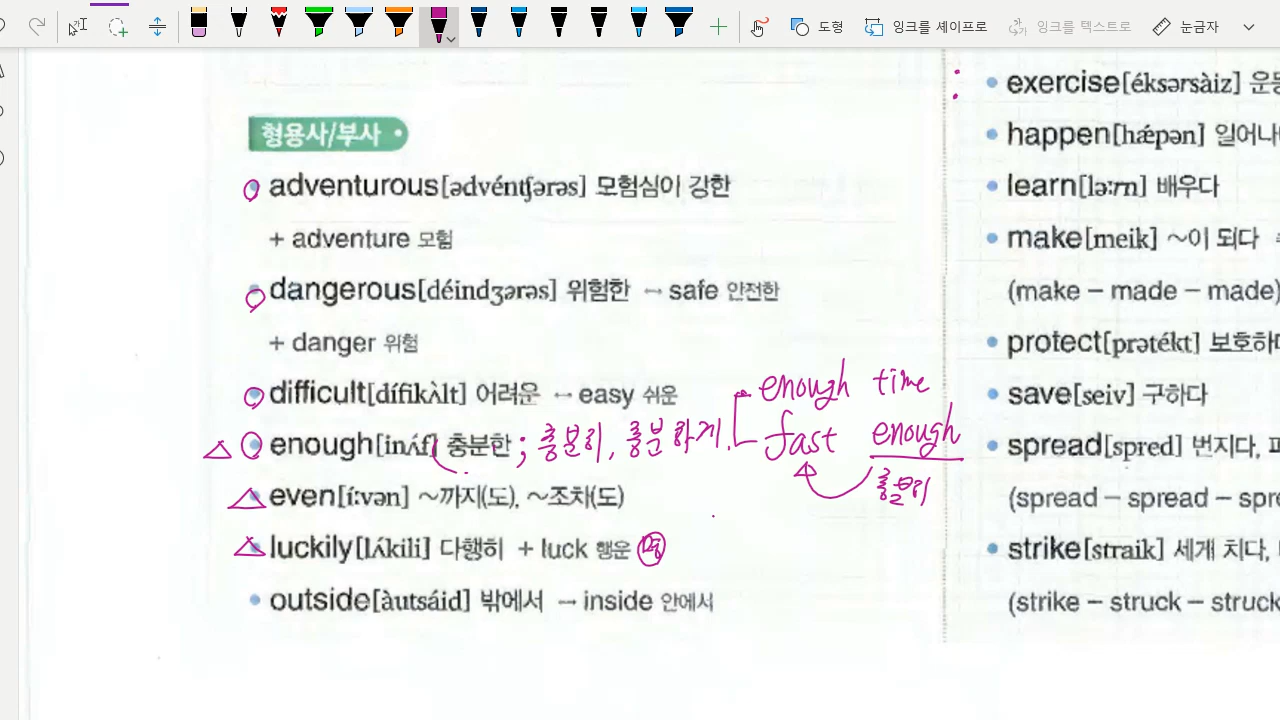 도형 잉크를 셰이프로 잉크를 텍스트로 눈금자
형용사/부사
adventurous[ədvéntʃərəs] 모험심이 강한
+ adventure 모험
dangerous[déindʒərəs] 위험한 ↔ safe 안전한
+ danger 위험
difficult[dífikʌ̀lt] 어려운 ↔ easy 쉬운
enough time
enough[inʌ́f] 충분한 ; 충분히, 충분하게. fast enough
충분히
even[íːvən] ~까지(도), ~조차(도)
luckily[lʌ́kili] 다행히 + luck 행운 명
outside[àutsáid] 밖에서 ↔ inside 안에서
exercise[éksərsàiz] 운동
happen[hǽpən] 일어나
learn[ləːrn] 배우다
make[meik] ~이 되다
(make – made – made)
protect[prətékt] 보호하
save[seiv] 구하다
spread[spred] 번지다,
(spread – spread – spre
strike[straik] 세게 치다,
(strike – struck – struck